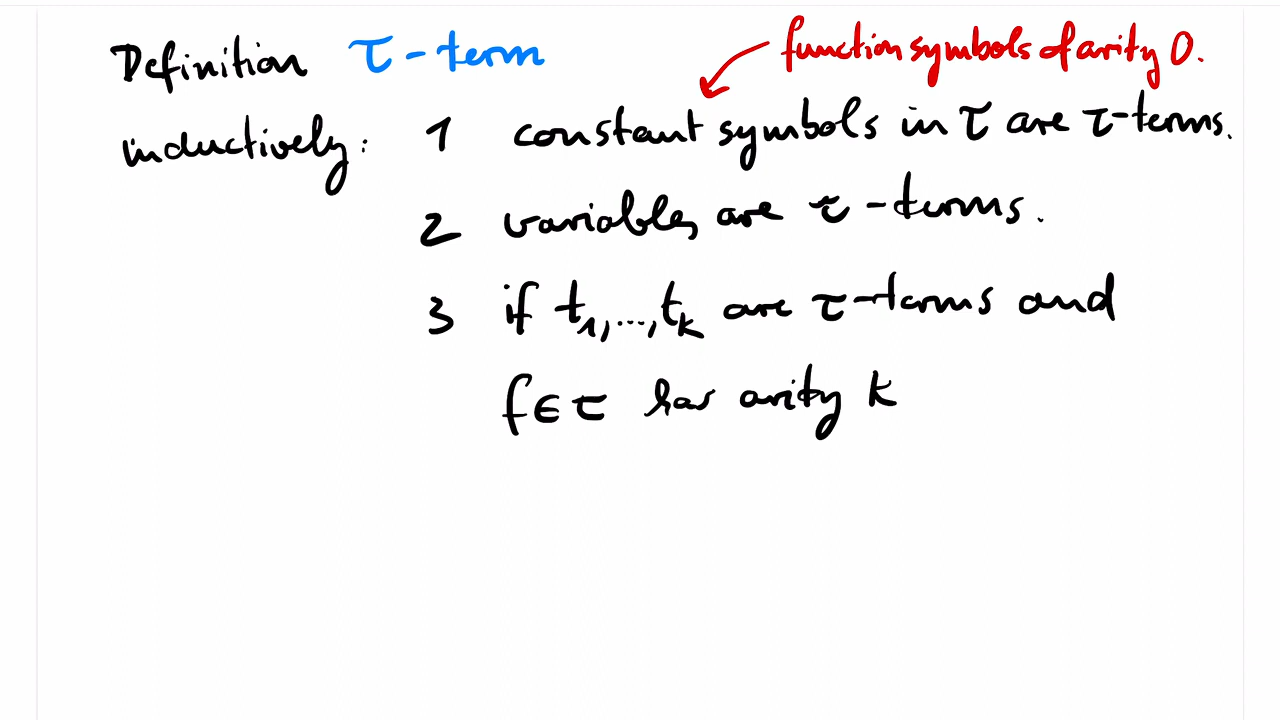 Definition τ-term
function symbols of arity 0.
inductively: 1 constant symbols in τ are τ-terms.
2 variables are τ-terms.
3 if t₁,...,tₖ are τ-terms and
f∈τ has arity k